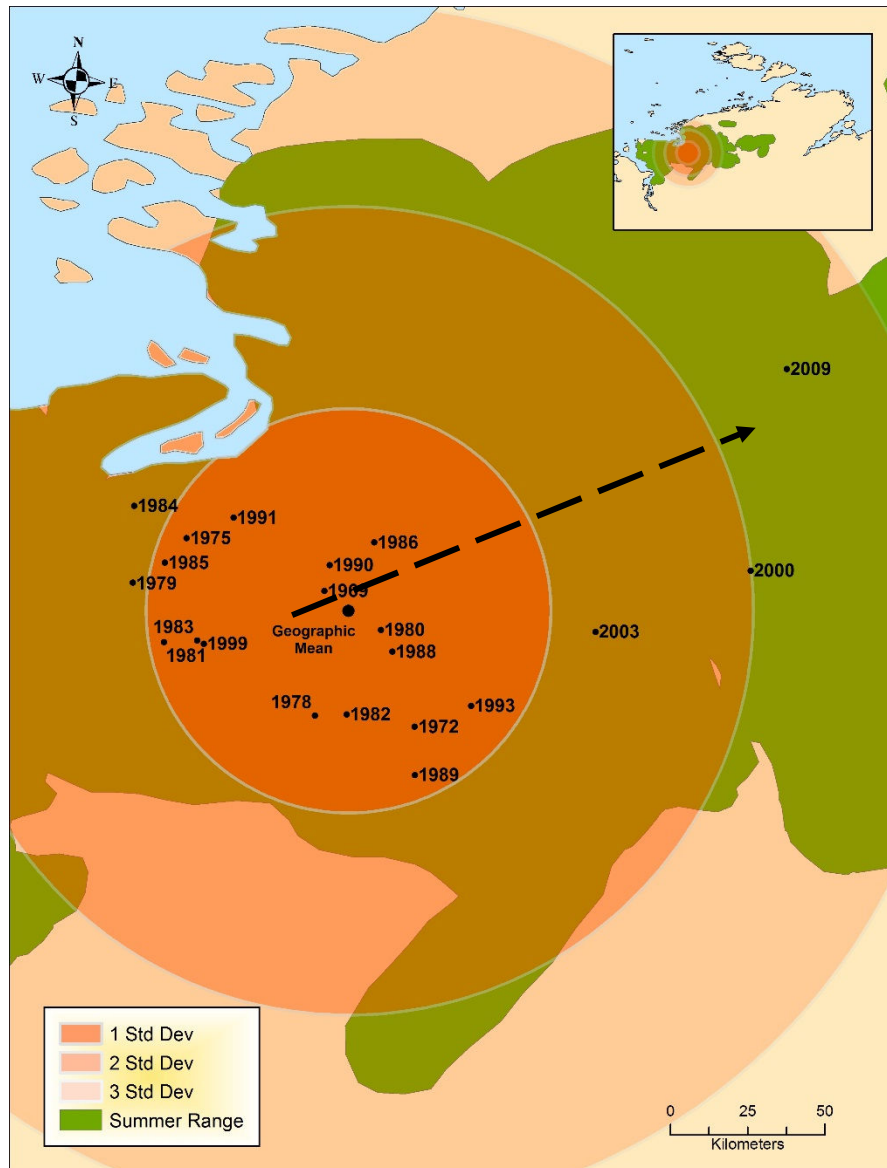 N
W E
S
2009
1984
1991
1975
1986
1985
1990
2000
1979
1969
1983
1980
2003
Geographic
Mean
1999
1981
1988
1978
1993
1982
1972
1989
1 Std Dev
2 Std Dev
3 Std Dev
Summer Range
0 25 50
Kilometers